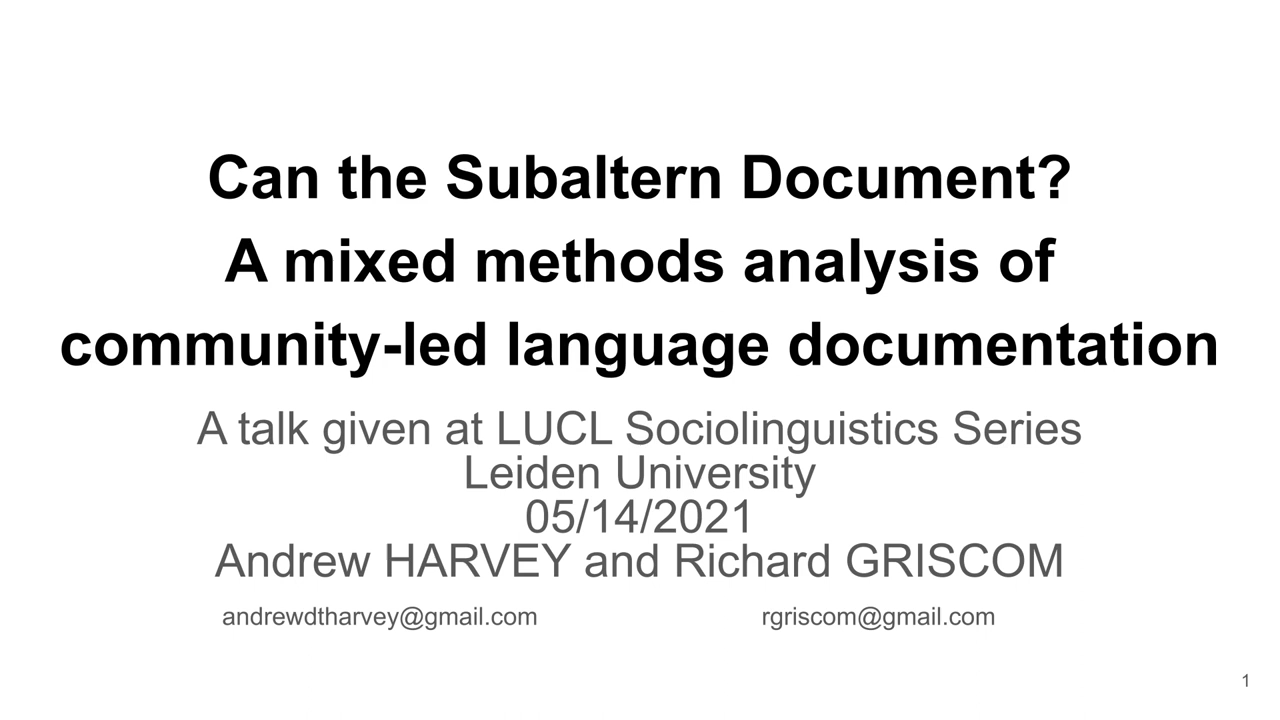 Can the Subaltern Document?
A mixed methods analysis of
community-led language documentation
A talk given at LUCL Sociolinguistics Series
Leiden University
05/14/2021
Andrew HARVEY and Richard GRISCOM
andrewdtharvey@gmail.com rgriscom@gmail.com
1